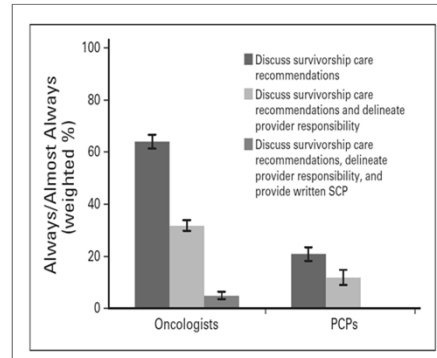 Always/Almost Always
(weighted %)
100
80
60
40
20
0
Discuss survivorship care
recommendations
Discuss survivorship care
recommendations and delineate
provider responsibility
Discuss survivorship care
recommendations, delineate
provider responsibility, and
provide written SCP
Oncologists
PCPs